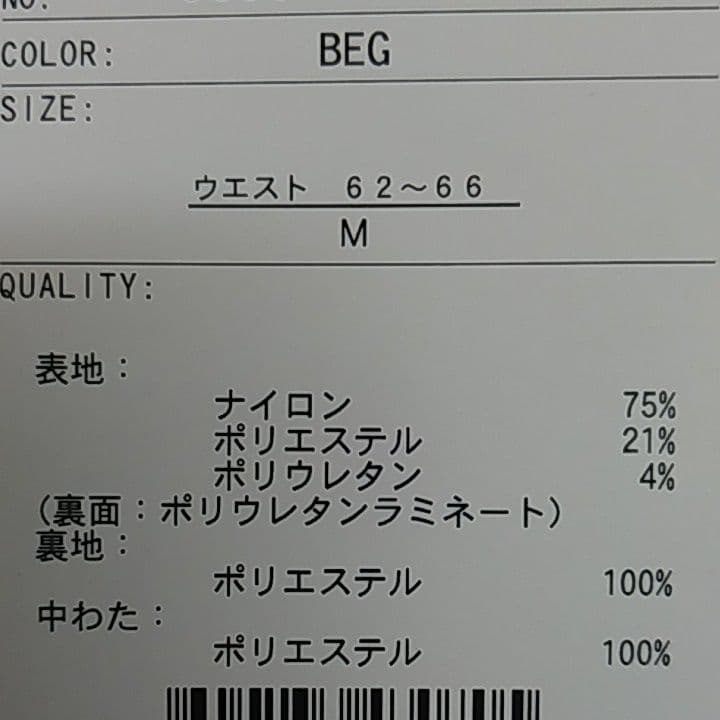 NO.
COLOR: BEG
SIZE:
ウエスト ６２～６６
M
QUALITY:
表地：
ナイロン 75%
ポリエステル 21%
ポリウレタン 4%
（裏面：ポリウレタンラミネート）
裏地：
ポリエステル 100%
中わた：
ポリエステル 100%